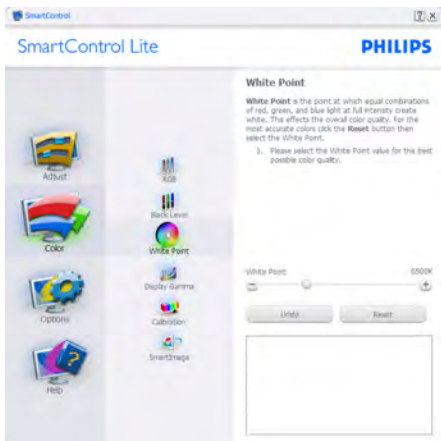 SmartControl
SmartControl Lite
PHILIPS
White Point
White Point is the point at which equal combinations
of red, green, and blue light at full intensity create
white. This effects the overall color quality. For the
most accurate colors click the Reset button then
select the White Point.
1. Please select the White Point value for the best
possible color quality.
Adjust
Color
Options
Help
RGB
Black Level
White Point
Display Gamma
Calibration
SmartImage
White Point 6500K
Undo Reset